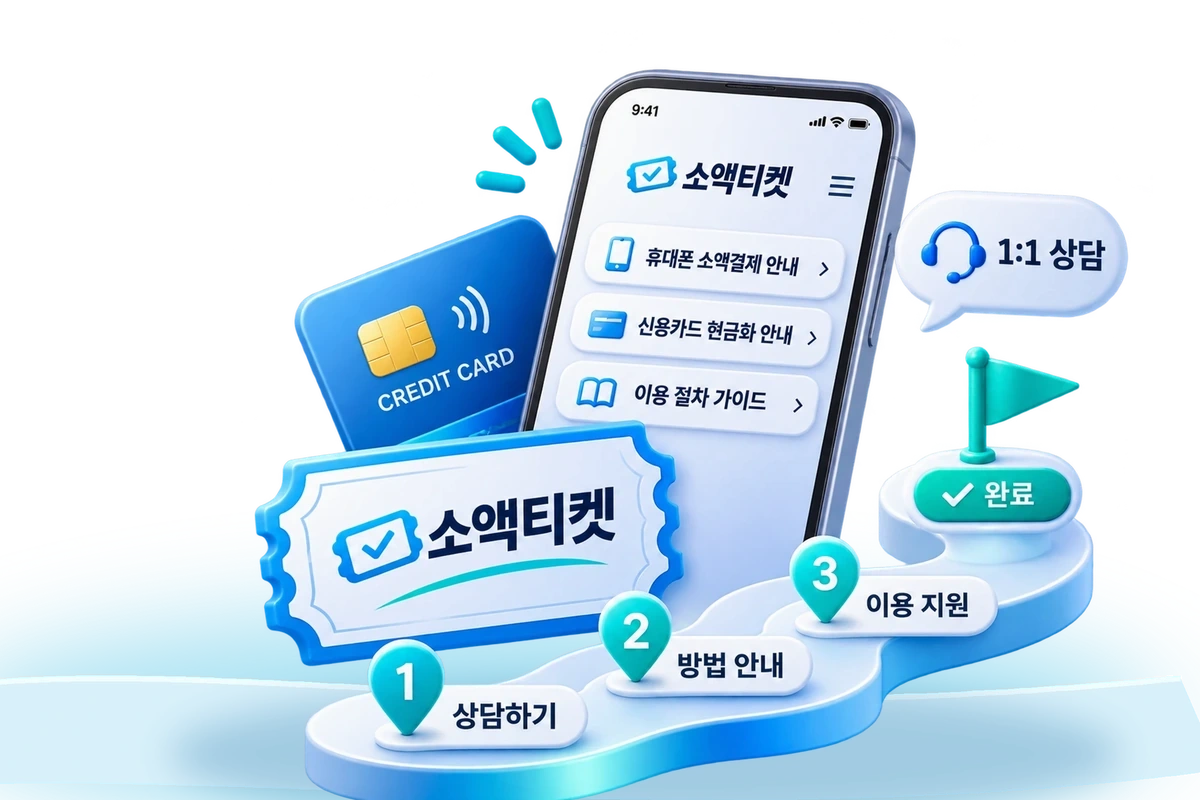 9:41
소액티켓
휴대폰 소액결제 안내
신용카드 현금화 안내
이용 절차 가이드
1:1 상담
CREDIT CARD
소액티켓
완료
3
이용 지원
2
방법 안내
1
상담하기